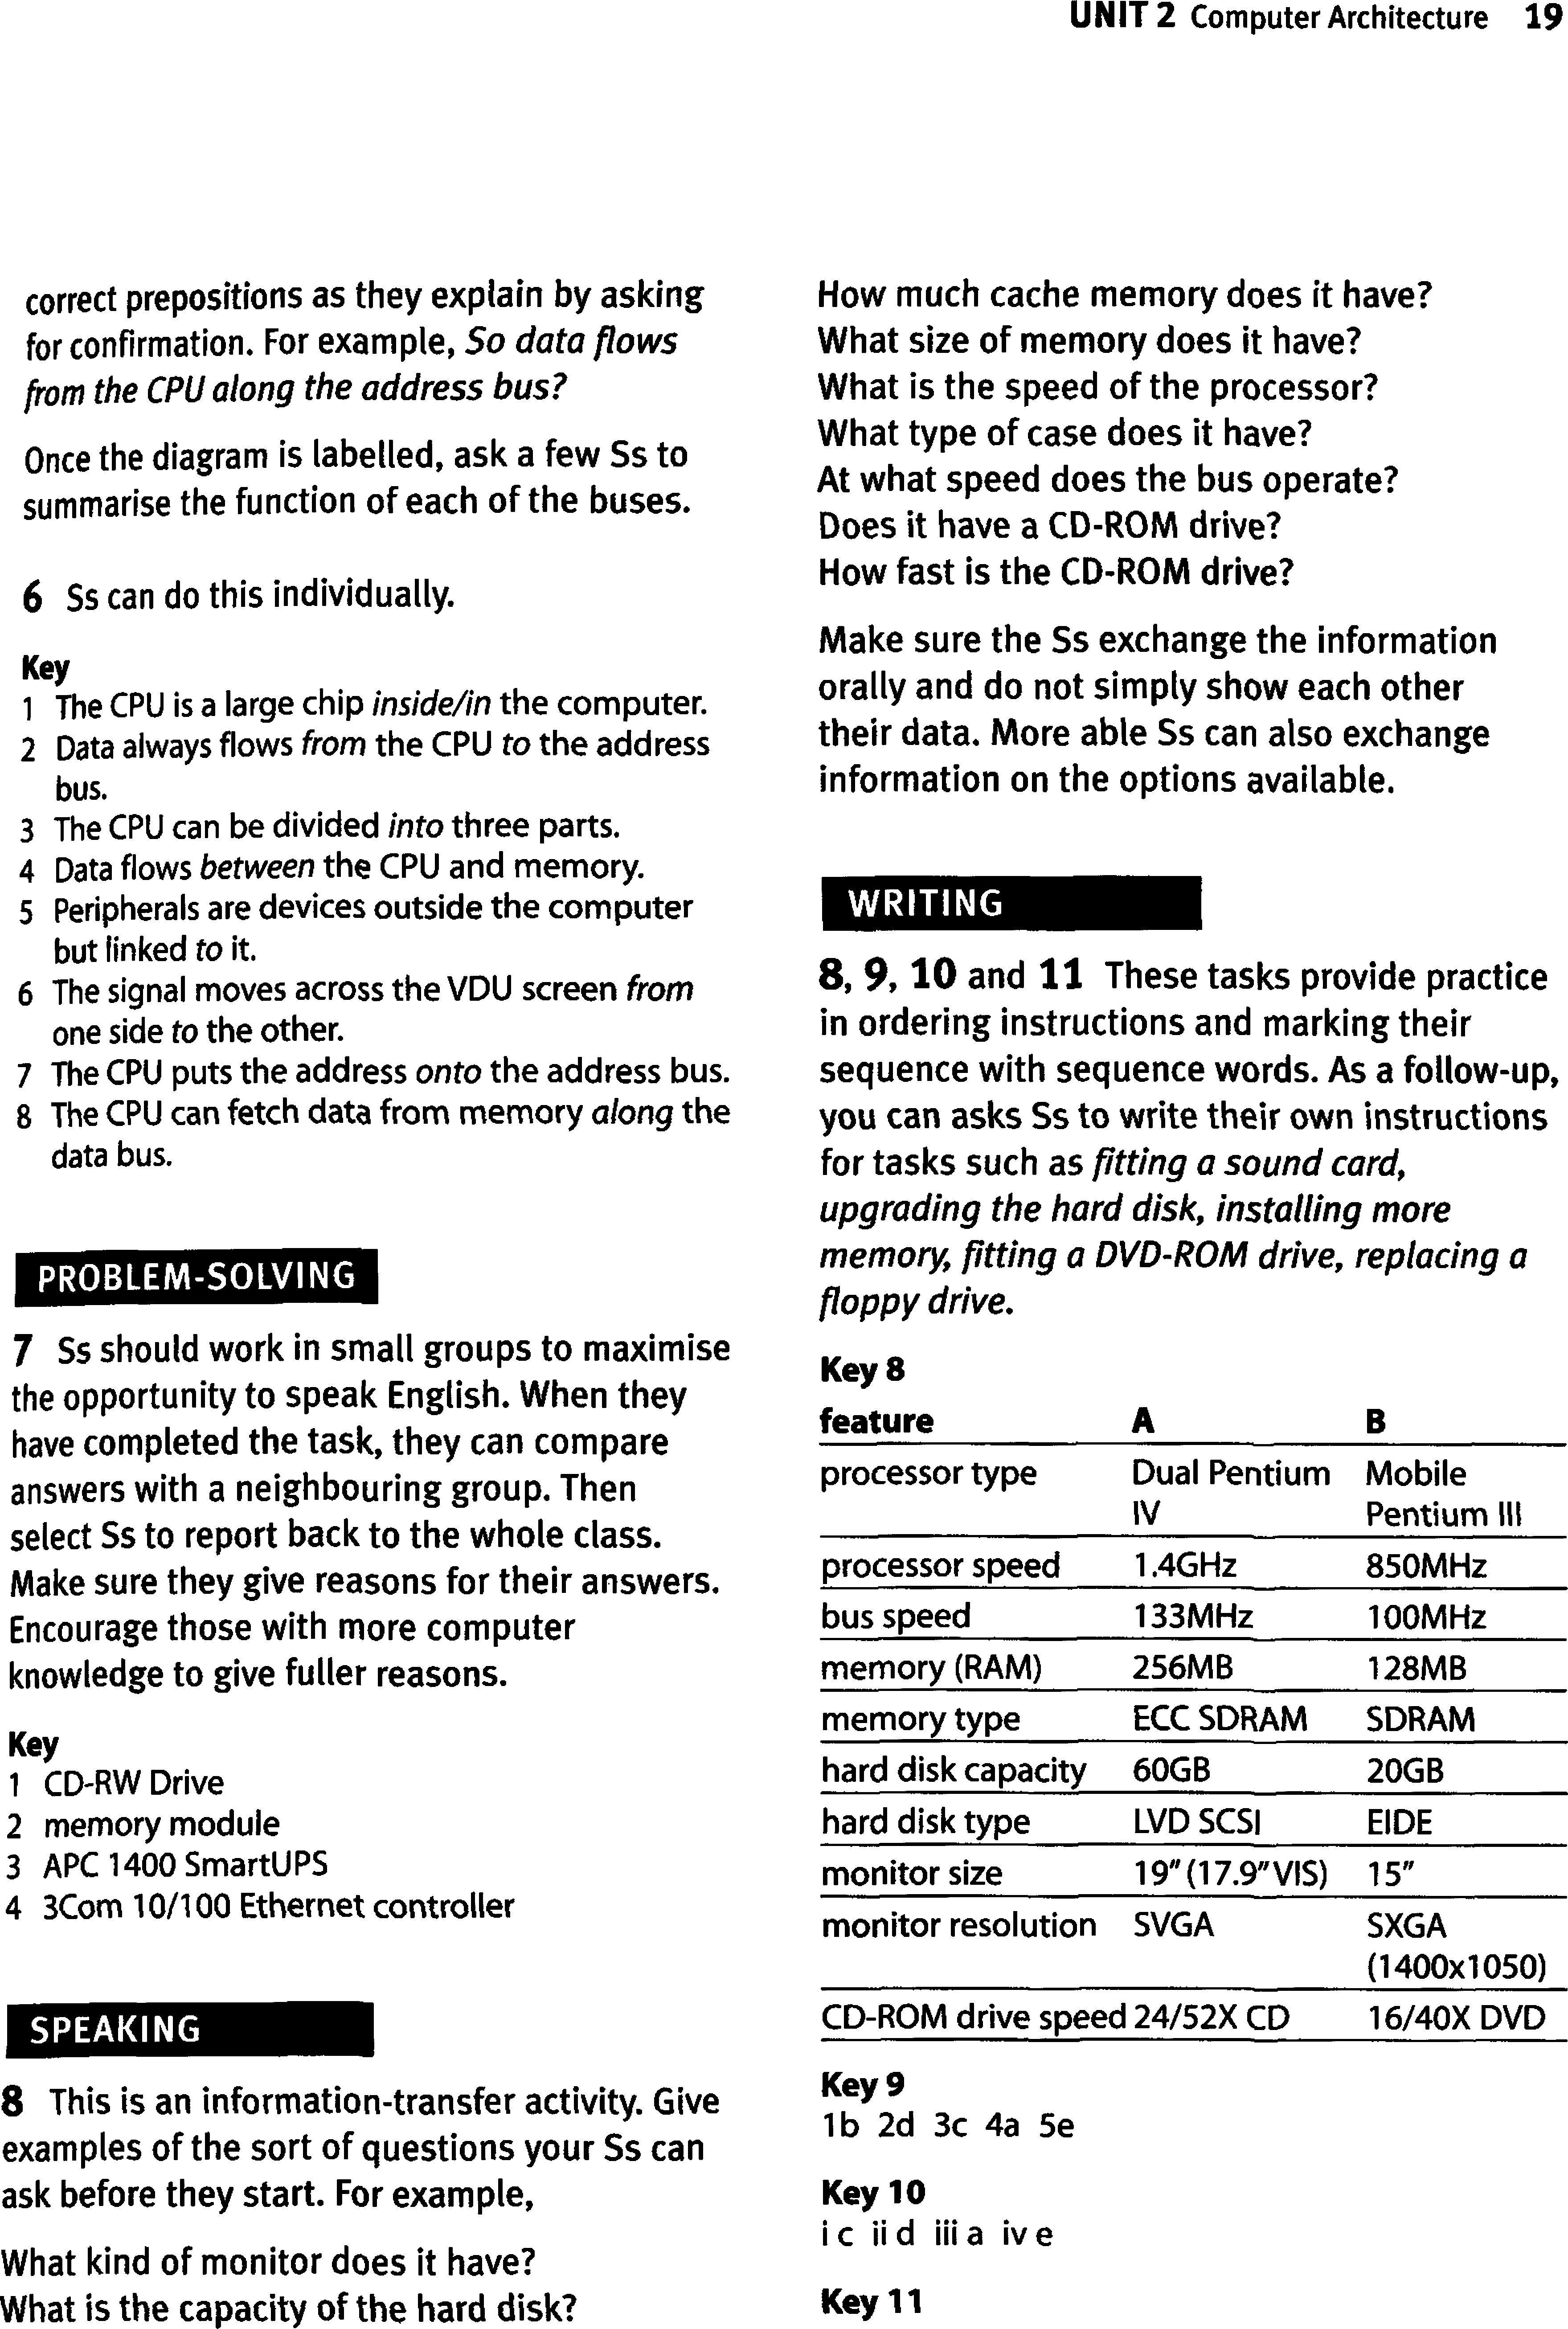 UNIT 2 Computer Architecture 19
correct prepositions as they explain by asking
for confirmation. For example, So data flows
from the CPU along the address bus?
Once the diagram is labelled, ask a few Ss to
summarise the function of each of the buses.
6 Ss can do this individually.
Key
1 The CPU is a large chip inside/in the computer.
2 Data always flows from the CPU to the address
bus.
3 The CPU can be divided into three parts.
4 Data flows between the CPU and memory.
5 Peripherals are devices outside the computer
but linked to it.
6 The signal moves across the VDU screen from
one side to the other.
7 The CPU puts the address onto the address bus.
8 The CPU can fetch data from memory along the
data bus.
PROBLEM-SOLVING
7 Ss should work in small groups to maximise
the opportunity to speak English. When they
have completed the task, they can compare
answers with a neighbouring group. Then
select Ss to report back to the whole class.
Make sure they give reasons for their answers.
Encourage those with more computer
knowledge to give fuller reasons.
Key
1 CD-RW Drive
2 memory module
3 APC 1400 SmartUPS
4 3Com 10/100 Ethernet controller
SPEAKING
8 This is an information-transfer activity. Give
examples of the sort of questions your Ss can
ask before they start. For example,
What kind of monitor does it have?
What is the capacity of the hard disk?
How much cache memory does it have?
What size of memory does it have?
What is the speed of the processor?
What type of case does it have?
At what speed does the bus operate?
Does it have a CD-ROM drive?
How fast is the CD-ROM drive?
Make sure the Ss exchange the information
orally and do not simply show each other
their data. More able Ss can also exchange
information on the options available.
WRITING
8, 9, 10 and 11 These tasks provide practice
in ordering instructions and marking their
sequence with sequence words. As a follow-up,
you can asks Ss to write their own instructions
for tasks such as fitting a sound card,
upgrading the hard disk, installing more
memory, fitting a DVD-ROM drive, replacing a
floppy drive.
Key 8
feature A B
processor type Dual Pentium Mobile
IV Pentium III
processor speed 1.4GHz 850MHz
bus speed 133MHz 100MHz
memory (RAM) 256MB 128MB
memory type ECC SDRAM SDRAM
hard disk capacity 60GB 20GB
hard disk type LVD SCSI EIDE
monitor size 19" (17.9" VIS) 15"
monitor resolution SVGA SXGA
(1400x1050)
CD-ROM drive speed 24/52X CD 16/40X DVD
Key 9
1b 2d 3c 4a 5e
Key 10
i c ii d iii a iv e
Key 11